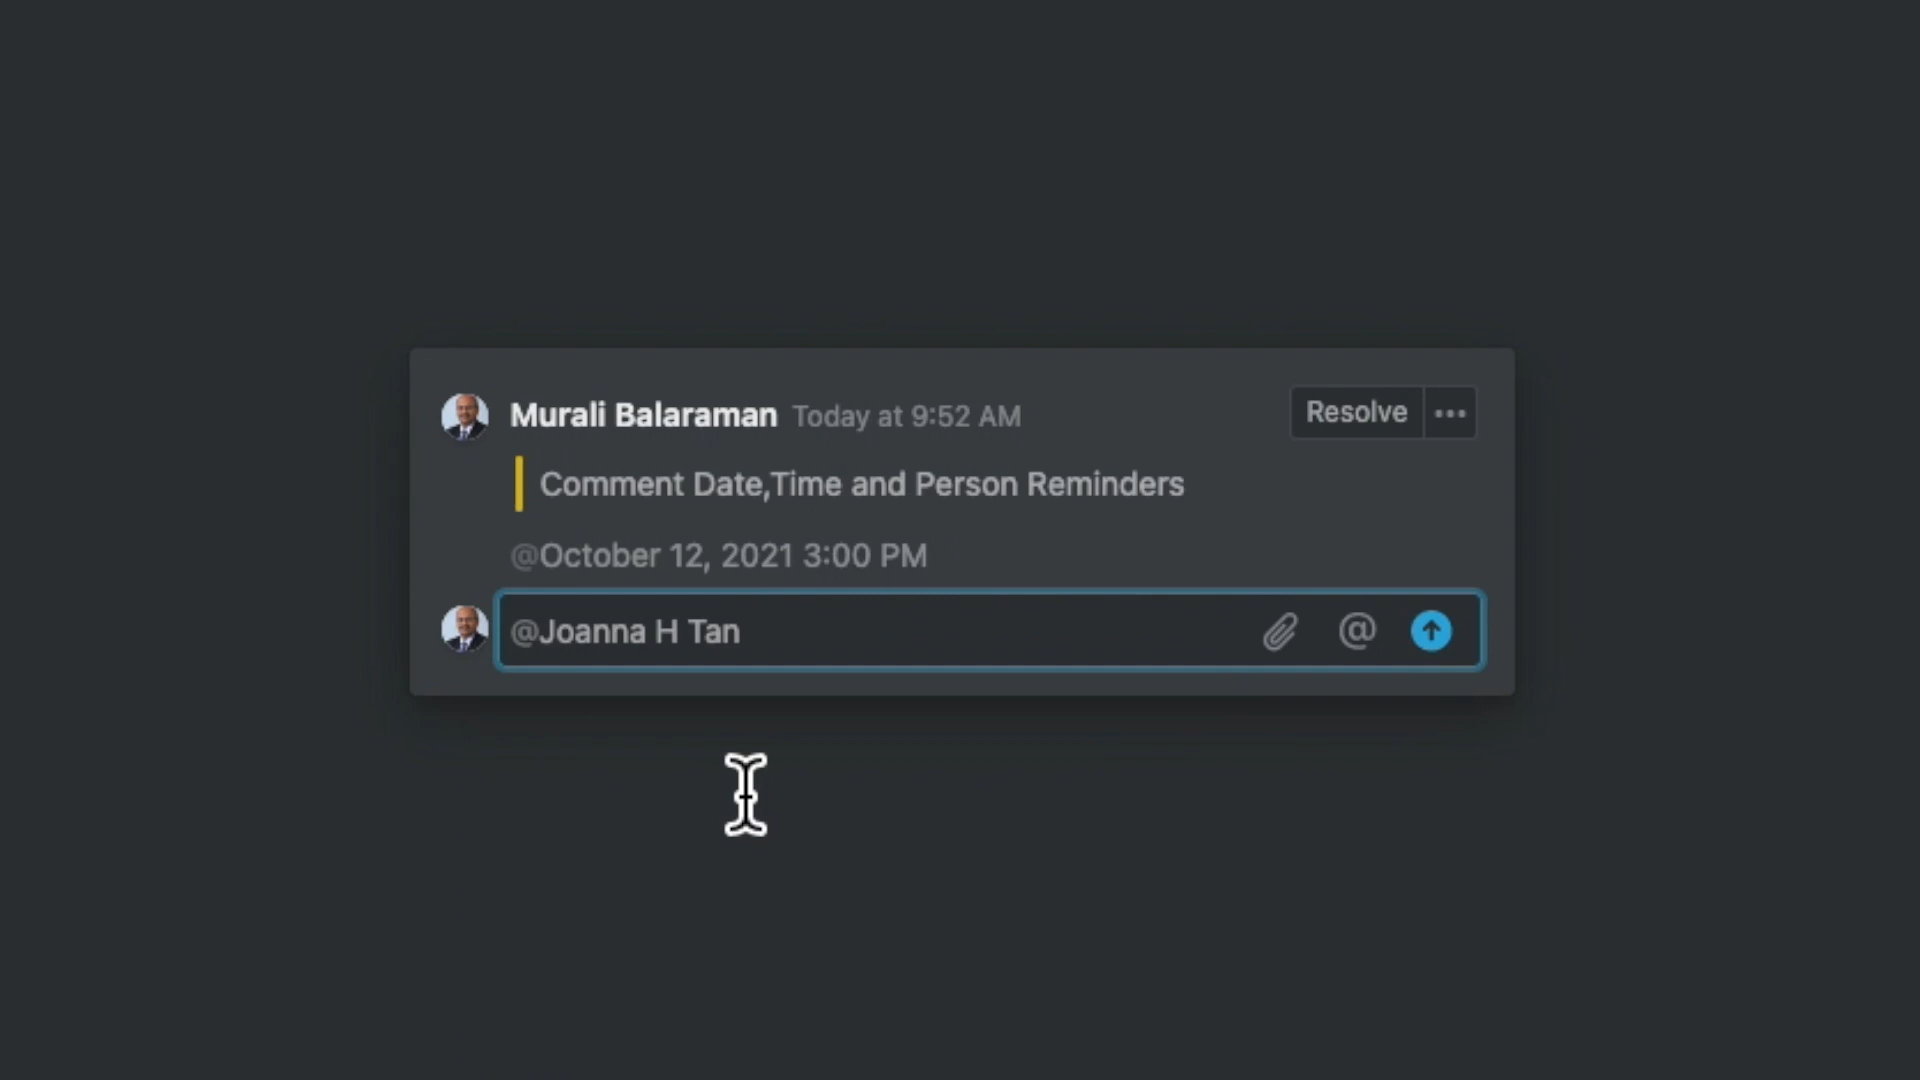 Murali Balaraman Today at 9:52 AM
Resolve
Comment Date,Time and Person Reminders
@October 12, 2021 3:00 PM
@Joanna H Tan
@